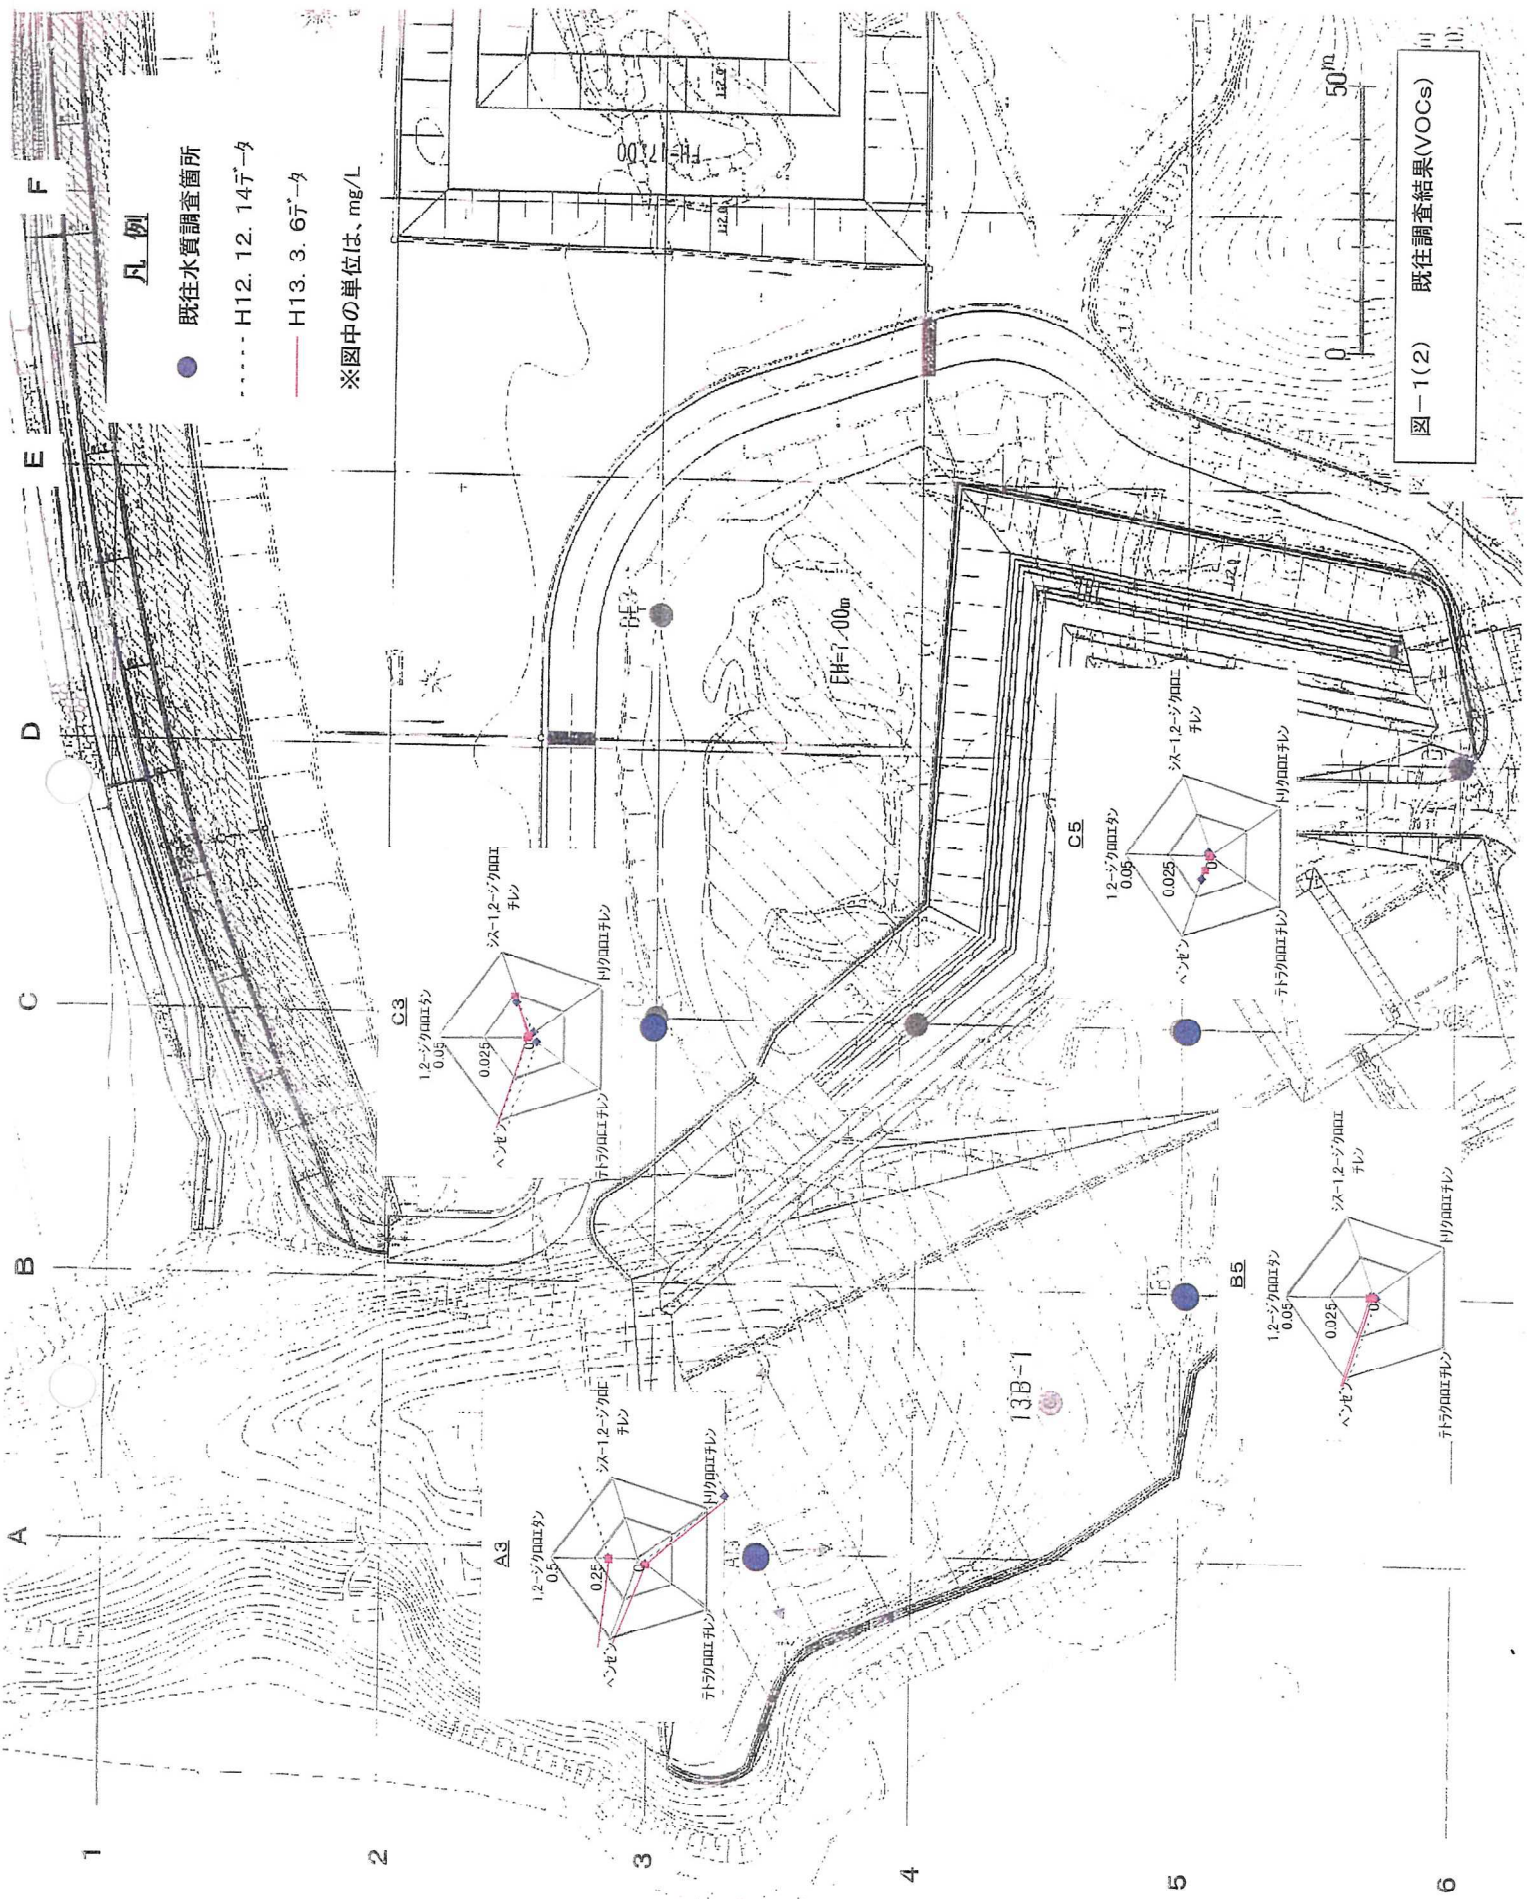 A
B
C
D
E
F
1
2
3
4
5
6
凡 例
既往水質調査箇所
H12. 12. 14データ
H13. 3. 6データ
※図中の単位は、mg/L
FH=17.00
C3
1,2-ジクロロエタン
0.05
0.025
0
シス-1,2-ジクロロエ
チレン
トリクロロエチレン
テトラクロロエチレン
ベンゼン
A3
1,2-ジクロロエタン
0.5
0.25
0
シス-1,2-ジクロロエ
チレン
トリクロロエチレン
テトラクロロエチレン
ベンゼン
A3
C5
1,2-ジクロロエタン
0.05
0.025
0
シス-1,2-ジクロロエ
チレン
トリクロロエチレン
テトラクロロエチレン
ベンゼン
B5
1,2-ジクロロエタン
0.05
0.025
0
シス-1,2-ジクロロエ
チレン
トリクロロエチレン
テトラクロロエチレン
ベンゼン
13B-1
0 50m
図-1(2) 既往調査結果(VOCs)